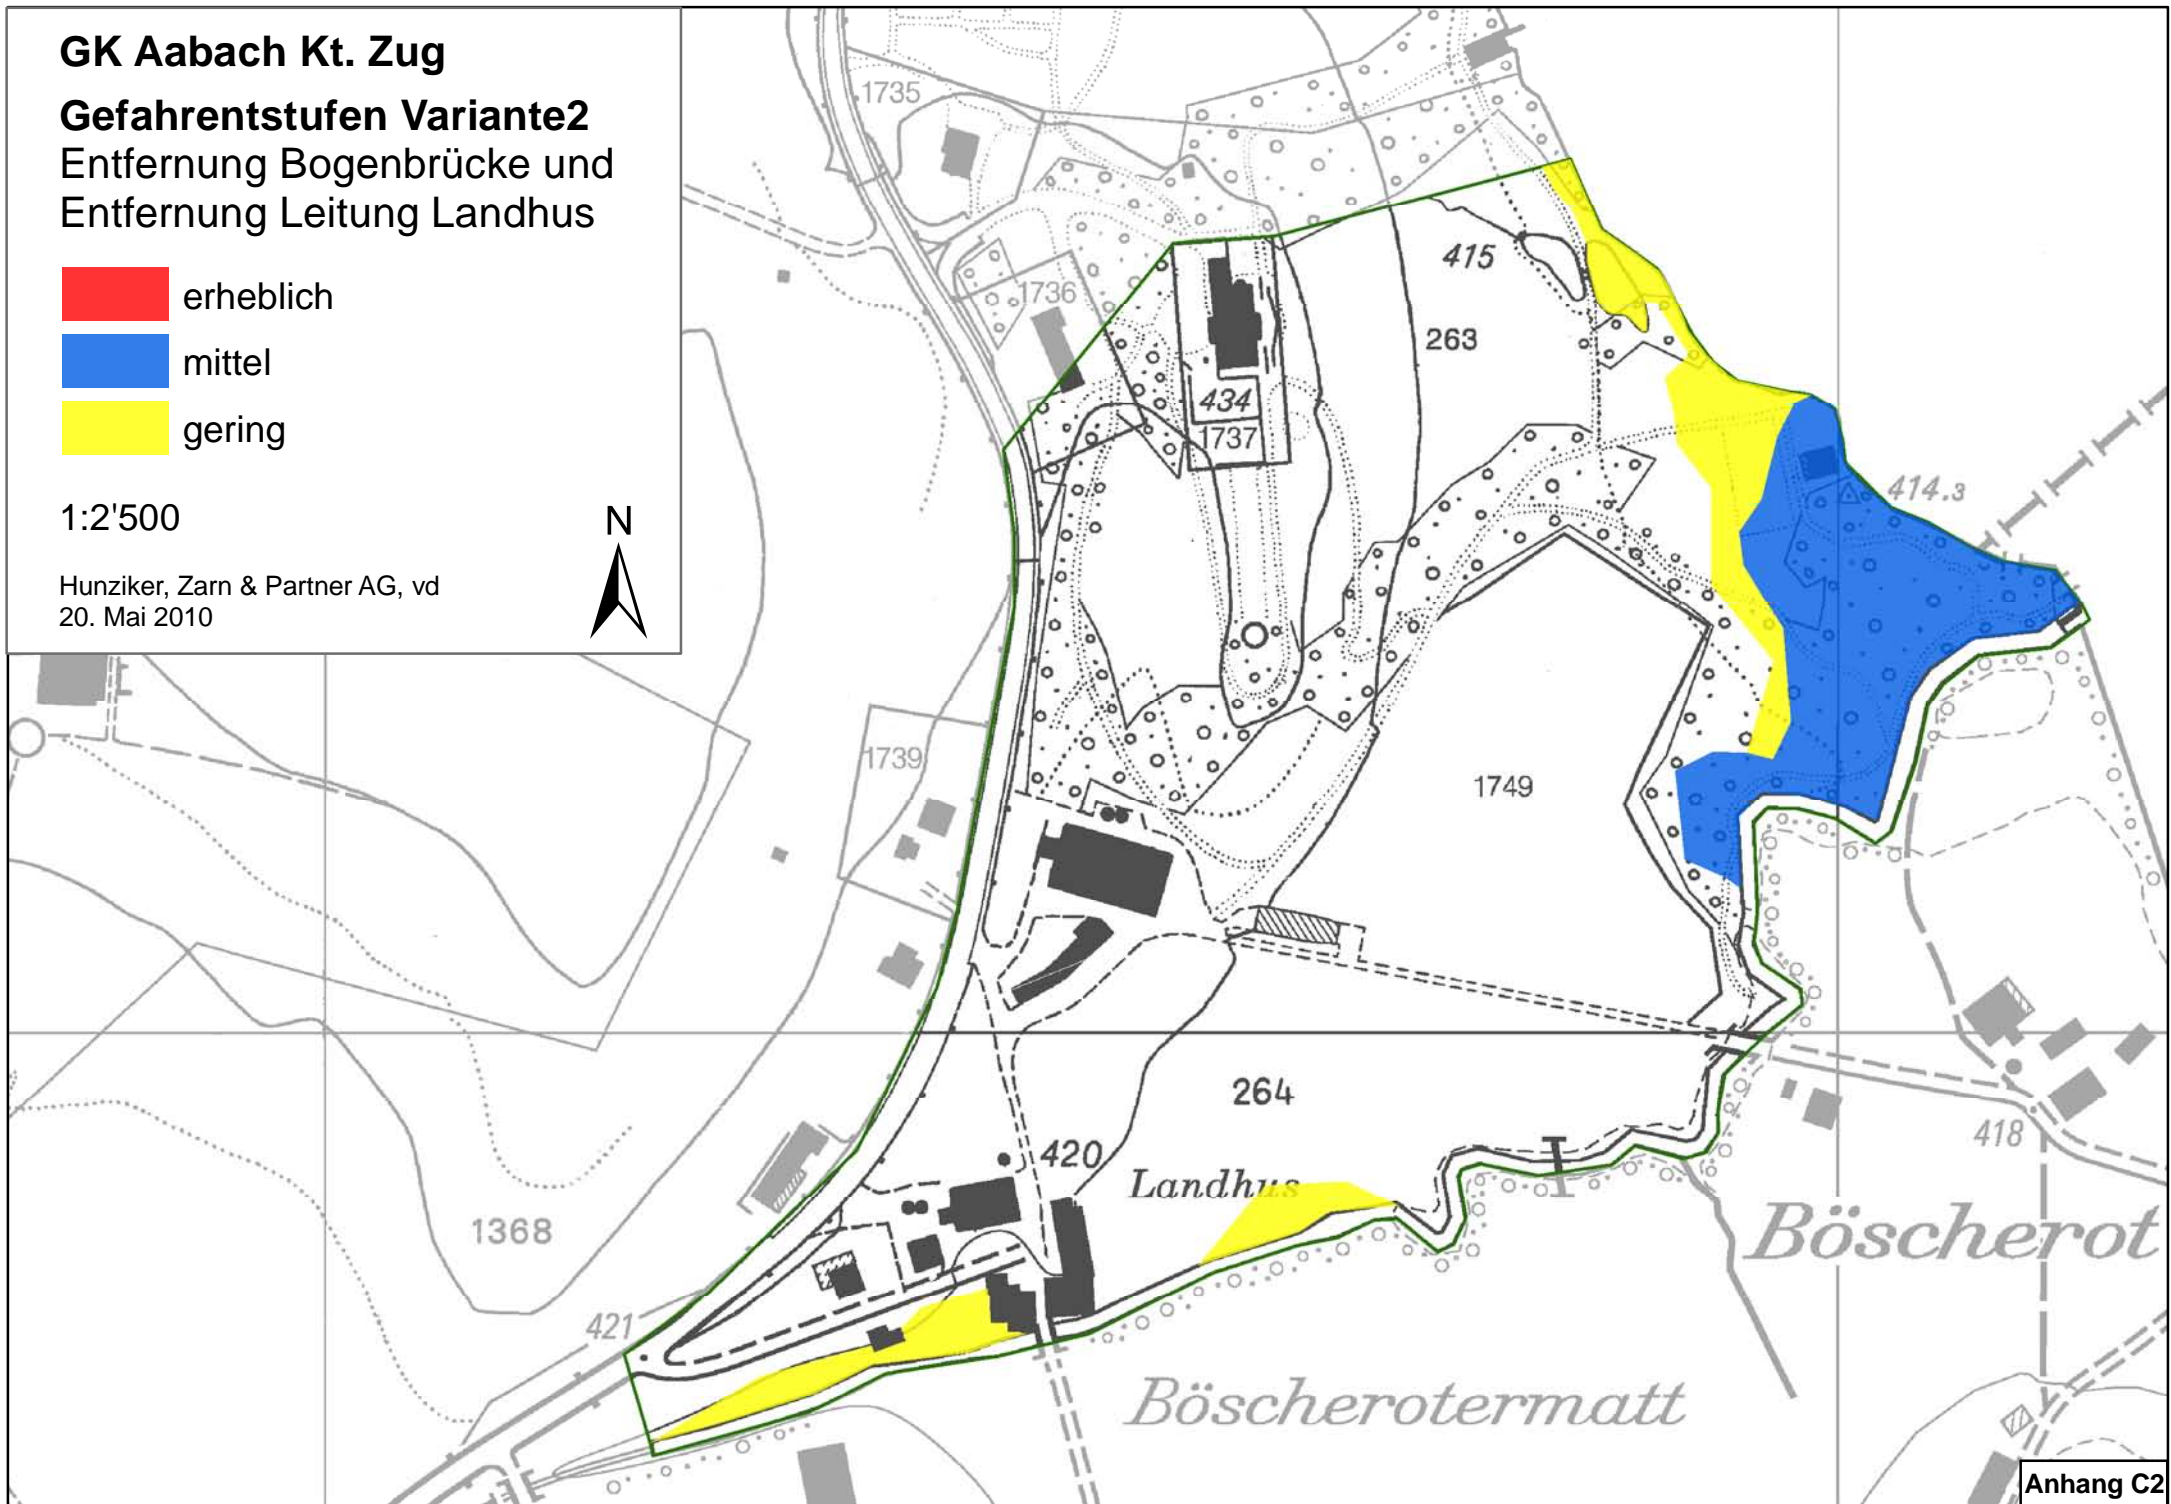 GK Aabach Kt. Zug
Gefahrentstufen Variante2
Entfernung Bogenbrücke und
Entfernung Leitung Landhus
erheblich
mittel
gering
1:2'500
N
Hunziker, Zarn & Partner AG, vd
20. Mai 2010
1735
1736
415
263
434
1737
414.3
1739
1749
264
420
418
Landhus
1368
Böscherot
421
Böscherotermatt
Anhang C2